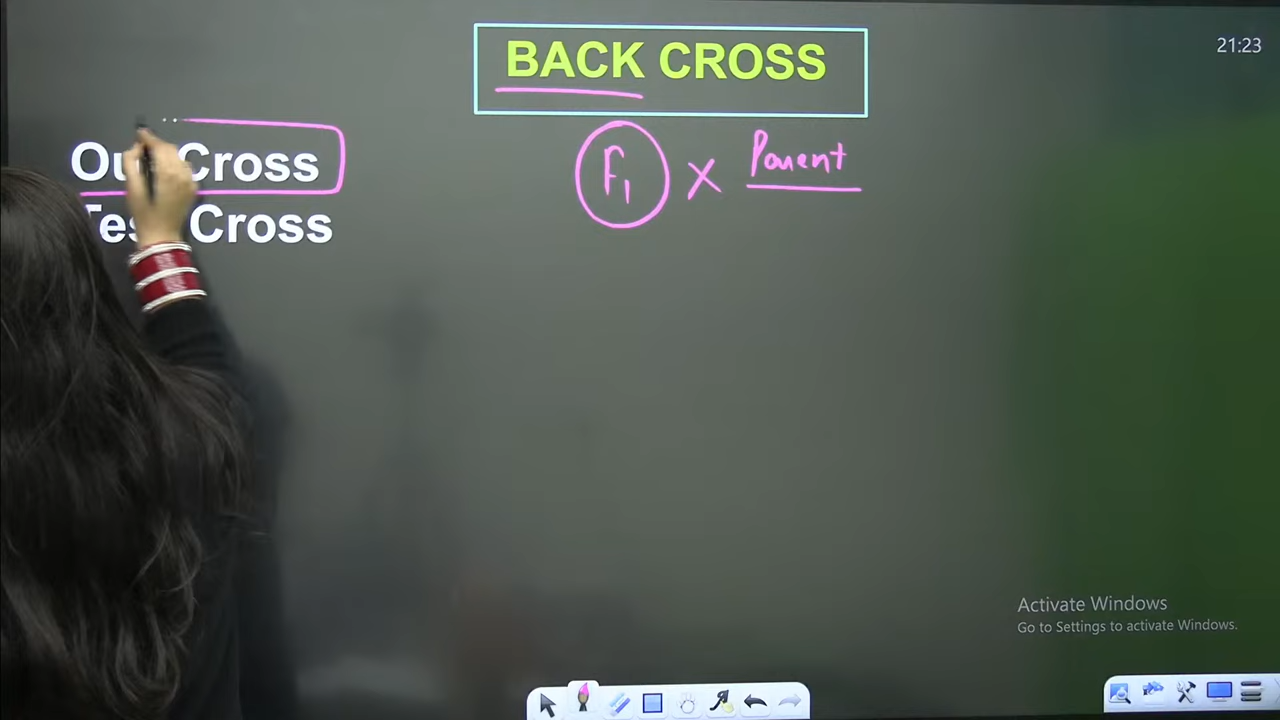 BACK CROSS
21:23
Cross
F1 X Parent
Cross
Activate Windows
Go to Settings to activate Windows.